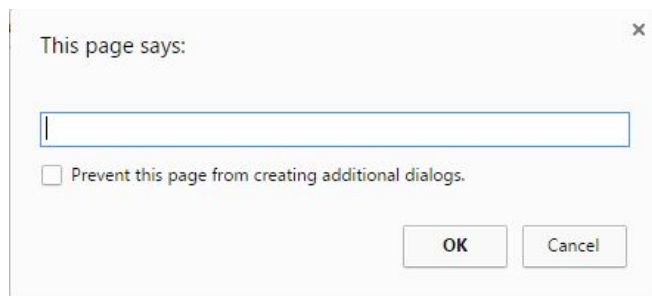 This page says:
Prevent this page from creating additional dialogs.
OK Cancel